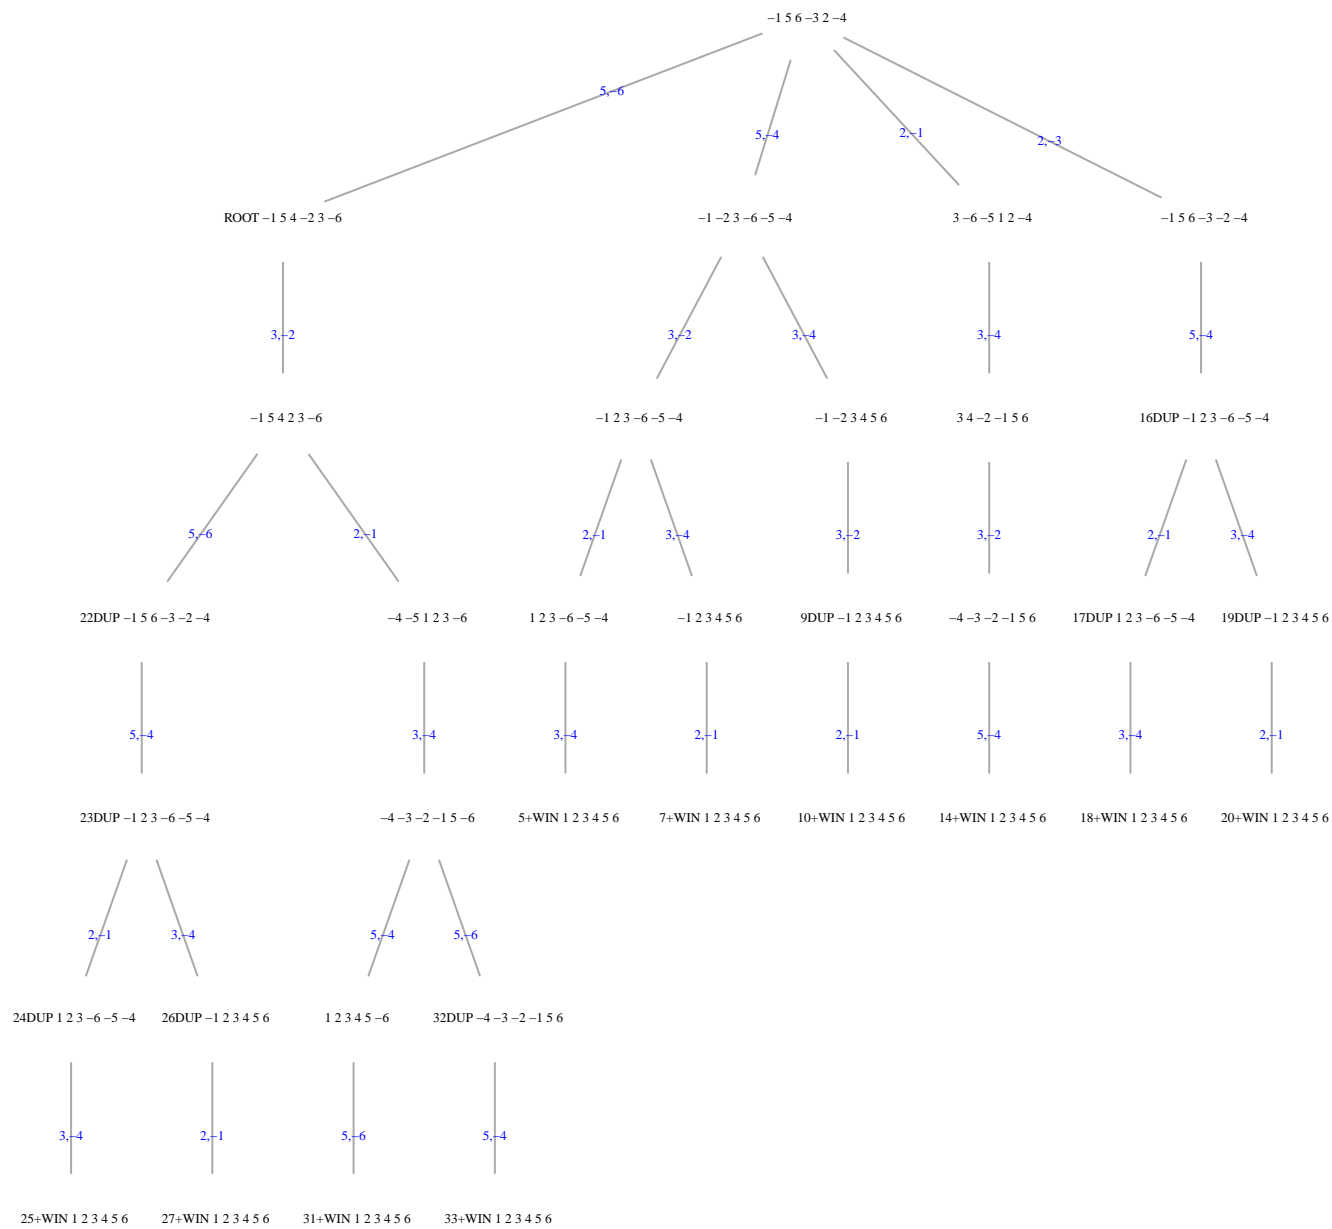 −1 5 6 −3 2 −4
5,−6
5,−4
2,−1
2,−3
ROOT −1 5 4 −2 3 −6
−1 −2 3 −6 −5 −4
3 −6 −5 1 2 −4
−1 5 6 −3 −2 −4
3,−2
3,−2
3,−4
3,−4
5,−4
−1 5 4 2 3 −6
−1 2 3 −6 −5 −4
−1 −2 3 4 5 6
3 4 −2 −1 5 6
16DUP −1 2 3 −6 −5 −4
5,−6
2,−1
2,−1
3,−4
3,−2
3,−2
2,−1
3,−4
22DUP −1 5 6 −3 −2 −4
−4 −5 1 2 3 −6
1 2 3 −6 −5 −4
−1 2 3 4 5 6
9DUP −1 2 3 4 5 6
−4 −3 −2 −1 5 6
17DUP 1 2 3 −6 −5 −4
19DUP −1 2 3 4 5 6
5,−4
3,−4
3,−4
2,−1
2,−1
5,−4
3,−4
2,−1
23DUP −1 2 3 −6 −5 −4
−4 −3 −2 −1 5 −6
5+WIN 1 2 3 4 5 6
7+WIN 1 2 3 4 5 6
10+WIN 1 2 3 4 5 6
14+WIN 1 2 3 4 5 6
18+WIN 1 2 3 4 5 6
20+WIN 1 2 3 4 5 6
2,−1
3,−4
5,−4
5,−6
24DUP 1 2 3 −6 −5 −4
26DUP −1 2 3 4 5 6
1 2 3 4 5 −6
32DUP −4 −3 −2 −1 5 6
3,−4
2,−1
5,−6
5,−4
25+WIN 1 2 3 4 5 6
27+WIN 1 2 3 4 5 6
31+WIN 1 2 3 4 5 6
33+WIN 1 2 3 4 5 6